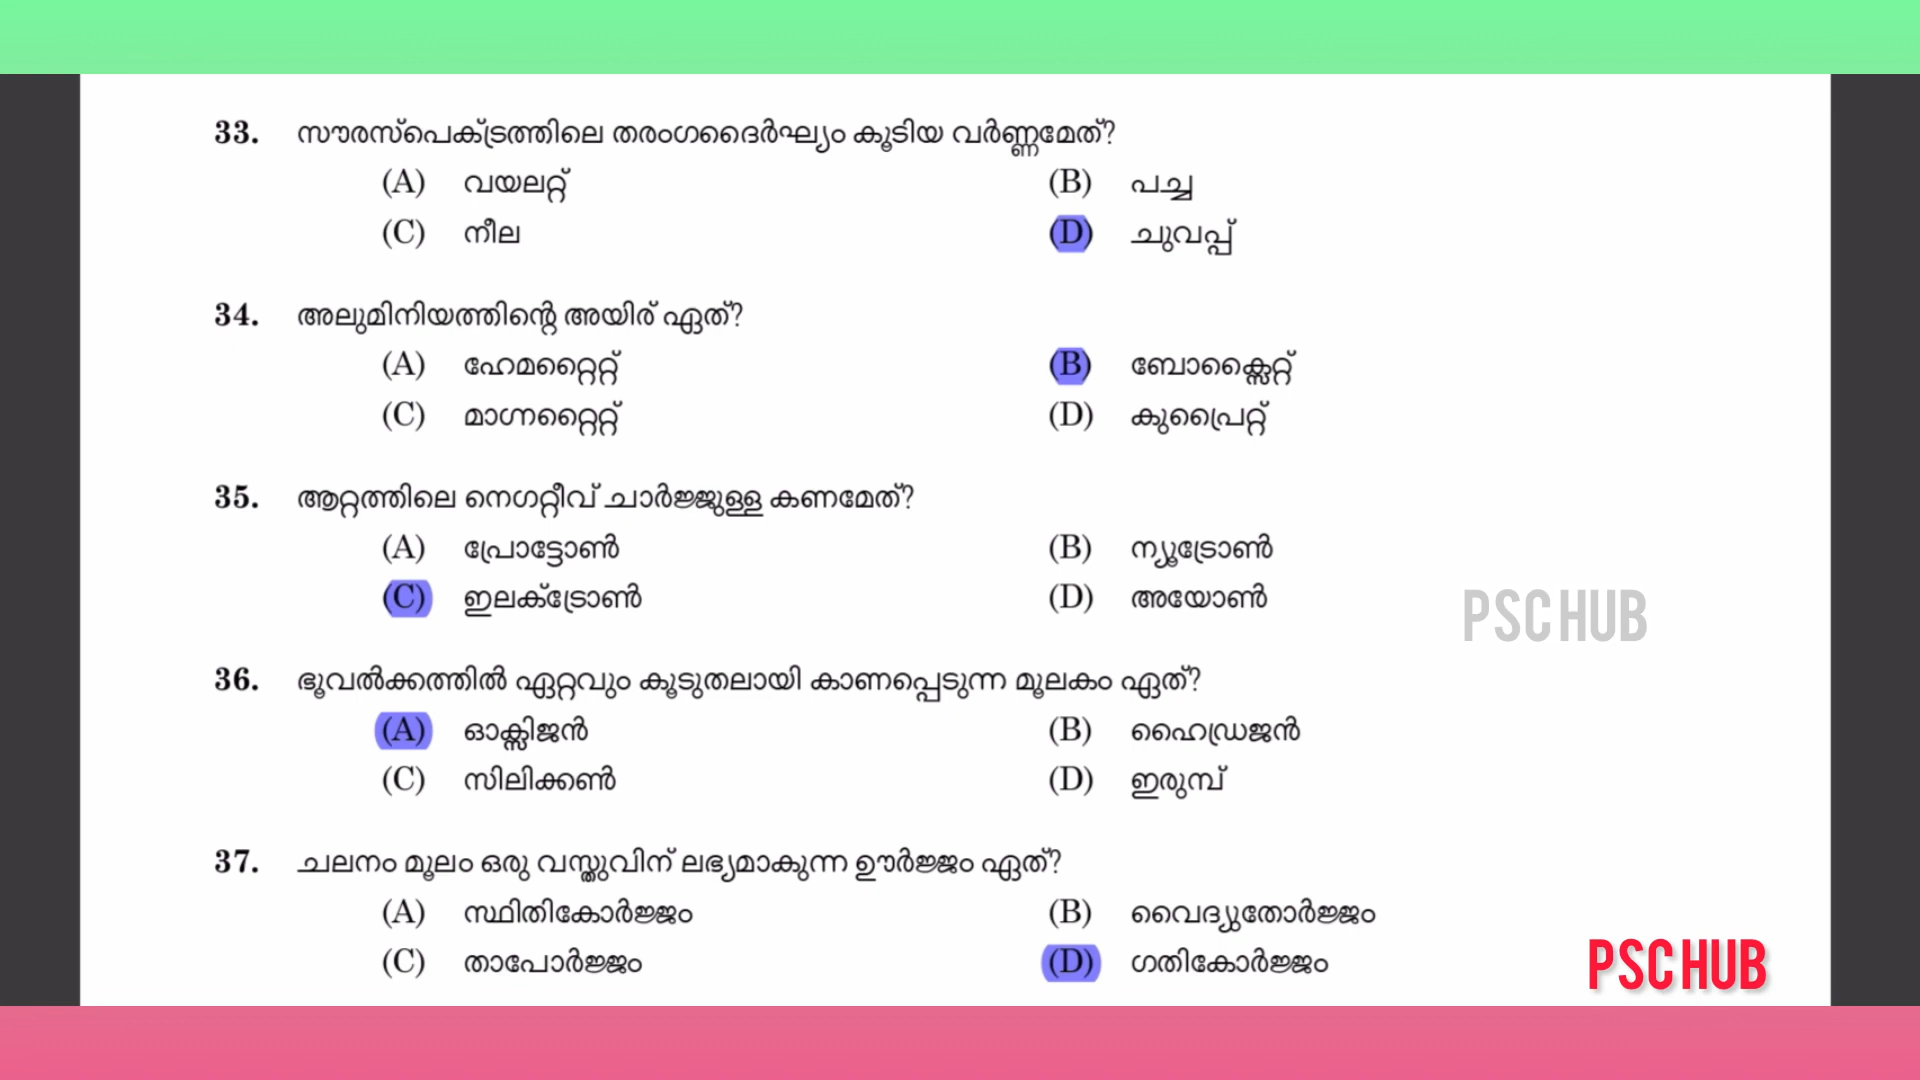 33. സൗരസ്പെക്ട്രത്തിലെ തരംഗദൈർഘ്യം കൂടിയ വർണ്ണമേത്?
(A) വയലറ്റ് (B) പച്ച
(C) നീല (D) ചുവപ്പ്
34. അലുമിനിയത്തിന്റെ അയിര് ഏത്?
(A) ഹേമറ്റൈറ്റ് (B) ബോക്സൈറ്റ്
(C) മാഗ്നറ്റൈറ്റ് (D) കുപ്രൈറ്റ്
35. ആറ്റത്തിലെ നെഗറ്റീവ് ചാർജ്ജുള്ള കണമേത്?
(A) പ്രോട്ടോൺ (B) ന്യൂട്രോൺ
(C) ഇലക്ട്രോൺ (D) അയോൺ
PSC HUB
36. ഭൂവൽക്കത്തിൽ ഏറ്റവും കൂടുതലായി കാണപ്പെടുന്ന മൂലകം ഏത്?
(A) ഓക്സിജൻ (B) ഹൈഡ്രജൻ
(C) സിലിക്കൺ (D) ഇരുമ്പ്
37. ചലനം മൂലം ഒരു വസ്തുവിന് ലഭ്യമാകുന്ന ഊർജ്ജം ഏത്?
(A) സ്ഥിതികോർജ്ജം (B) വൈദ്യുതോർജ്ജം
(C) താപോർജ്ജം (D) ഗതികോർജ്ജം
PSC HUB